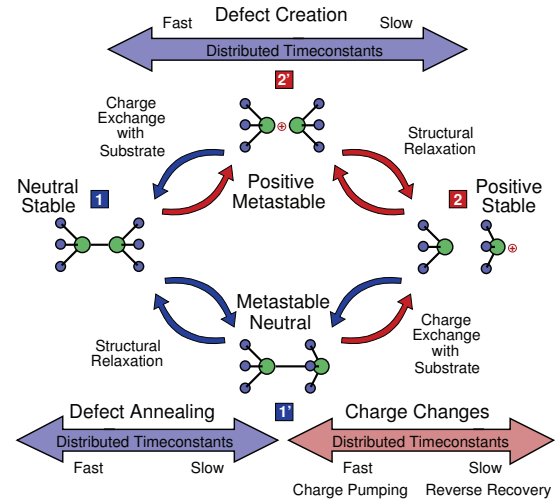 Defect Creation
Fast
Slow
Distributed Timeconstants
2'
Charge
Exchange
with
Substrate
Structural
Relaxation
Neutral
Stable
1
Positive
Metastable
2
Positive
Stable
Metastable
Neutral
Structural
Relaxation
Charge
Exchange
with
Substrate
1'
Defect Annealing
Charge Changes
Distributed Timeconstants
Distributed Timeconstants
Fast
Slow
Fast
Slow
Charge Pumping
Reverse Recovery